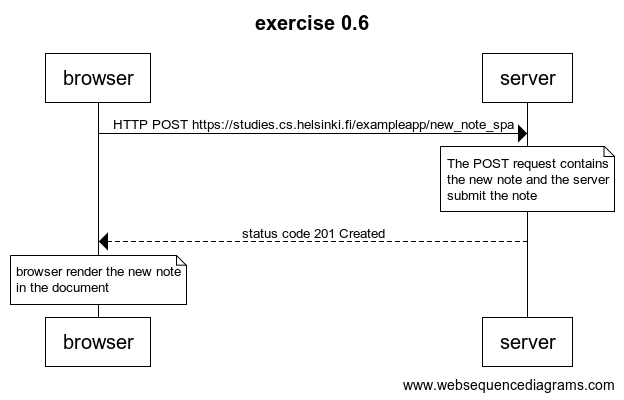 exercise 0.6
browser
server
HTTP POST https://studies.cs.helsinki.fi/exampleapp/new_note_spa
The POST request contains
the new note and the server
submit the note
status code 201 Created
browser render the new note
in the document
browser
server
www.websequencediagrams.com